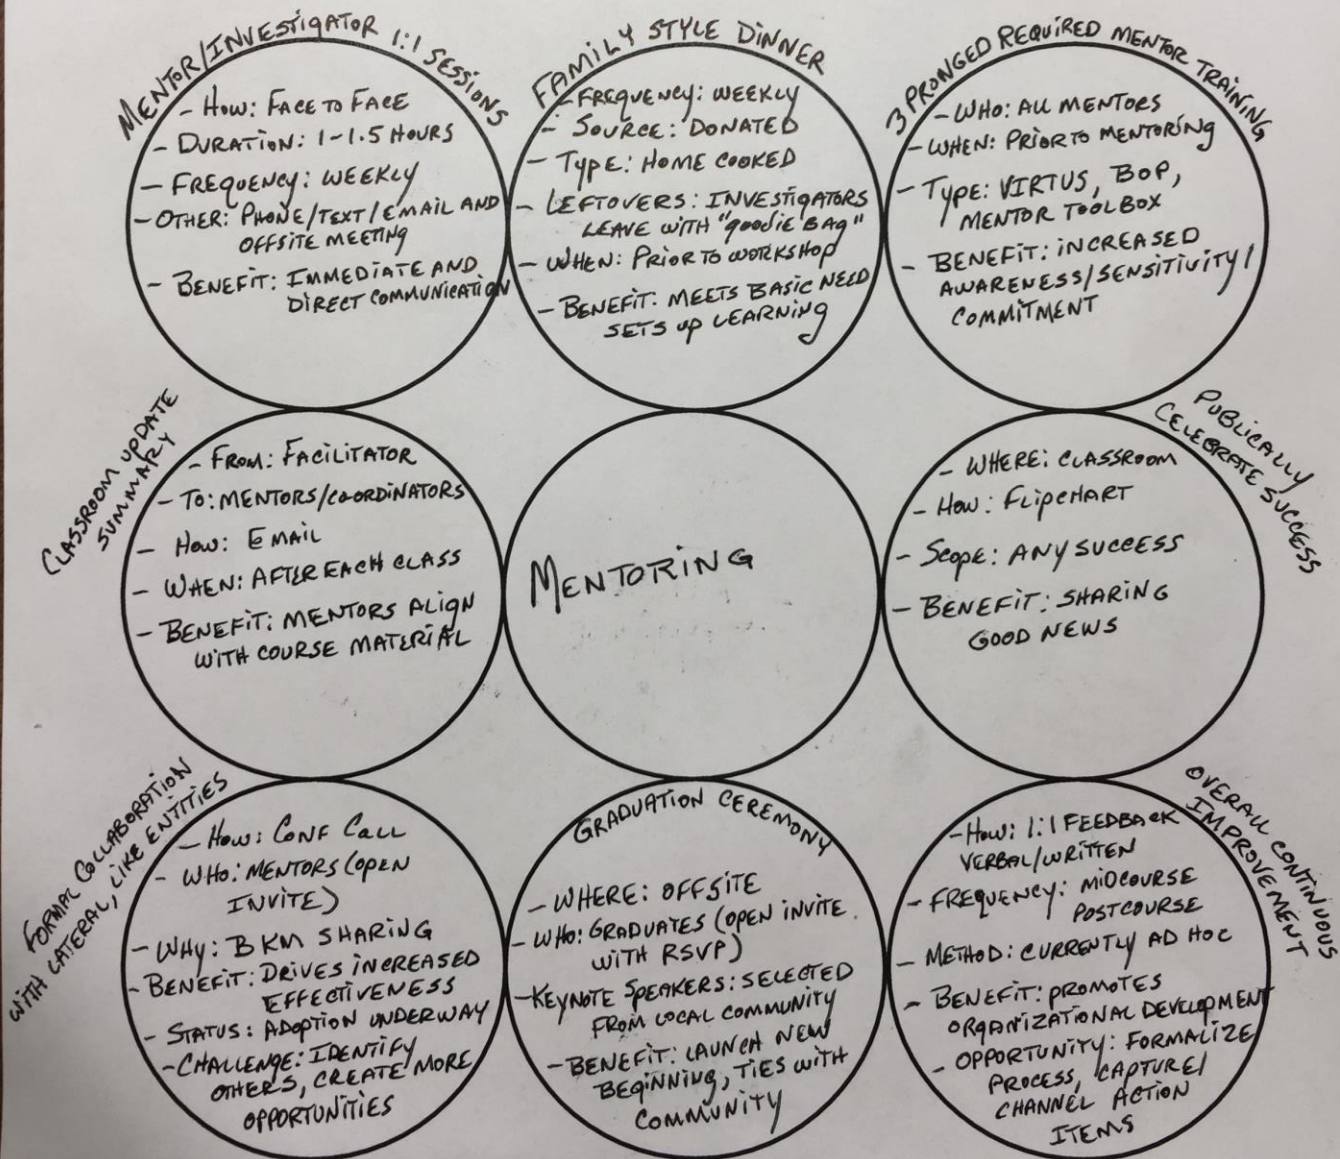 MENTOR/INVESTIGATOR 1:1 SESSIONS
- HOW: FACE TO FACE
- DURATION: 1-1.5 HOURS
- FREQUENCY: WEEKLY
- OTHER: PHONE/TEXT/EMAIL AND
OFFSITE MEETING
- BENEFIT: IMMEDIATE AND
DIRECT COMMUNICATION
FAMILY STYLE DINNER
- FREQUENCY: WEEKLY
- SOURCE: DONATED
- TYPE: HOME COOKED
- LEFTOVERS: INVESTIGATORS
LEAVE WITH "GOODIE BAG"
- WHEN: PRIOR TO WORKSHOP
- BENEFIT: MEETS BASIC NEED
SETS UP LEARNING
3 PRONGED REQUIRED MENTOR TRAINING
- WHO: ALL MENTORS
- WHEN: PRIOR TO MENTORING
- TYPE: VIRTUS, BOP,
MENTOR TOOLBOX
- BENEFIT: INCREASED
AWARENESS/SENSITIVITY/
COMMITMENT
CLASSROOM UPDATE
SUMMARY
- FROM: FACILITATOR
- TO: MENTORS/COORDINATORS
- HOW: EMAIL
- WHEN: AFTER EACH CLASS
- BENEFIT: MENTORS ALIGN
WITH COURSE MATERIAL
MENTORING
PUBLICALLY
CELEBRATE SUCCESS
- WHERE: CLASSROOM
- HOW: FLIPCHART
- SCOPE: ANY SUCCESS
- BENEFIT: SHARING
GOOD NEWS
FORMAL COLLABORATION
WITH LATERAL, LIKE ENTITIES
- HOW: CONF CALL
- WHO: MENTORS (OPEN
INVITE)
- WHY: BKM SHARING
- BENEFIT: DRIVES INCREASED
EFFECTIVENESS
- STATUS: ADOPTION UNDERWAY
- CHALLENGE: IDENTIFY
OTHERS, CREATE MORE
OPPORTUNITIES
GRADUATION CEREMONY
- WHERE: OFFSITE
- WHO: GRADUATES (OPEN INVITE
WITH RSVP)
- KEYNOTE SPEAKERS: SELECTED
FROM LOCAL COMMUNITY
- BENEFIT: LAUNCH NEW
BEGINNING, TIES WITH
COMMUNITY
OVERALL CONTINUOUS
IMPROVEMENT
- HOW: 1:1 FEEDBACK
VERBAL/WRITTEN
- FREQUENCY: MIDCOURSE
POSTCOURSE
- METHOD: CURRENTLY AD HOC
- BENEFIT: PROMOTES
ORGANIZATIONAL DEVELOPMENT
- OPPORTUNITY: FORMALIZE
PROCESS, CAPTURE/
CHANNEL ACTION
ITEMS